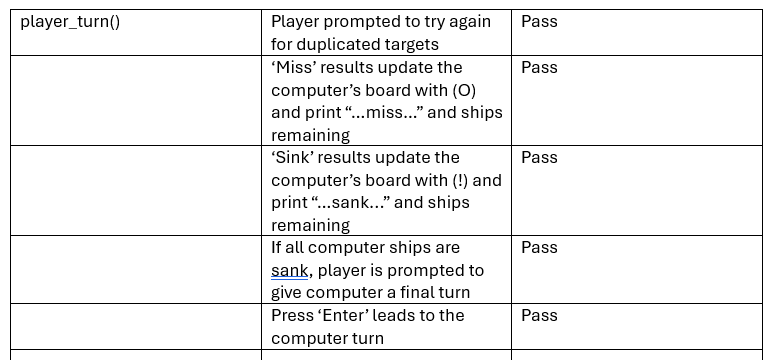 player_turn()
Player prompted to try again
for duplicated targets
Pass
‘Miss’ results update the
computer’s board with (O)
and print “…miss…” and ships
remaining
Pass
‘Sink’ results update the
computer’s board with (!) and
print “…sank…” and ships
remaining
Pass
If all computer ships are
sank, player is prompted to
give computer a final turn
Pass
Press ‘Enter’ leads to the
computer turn
Pass